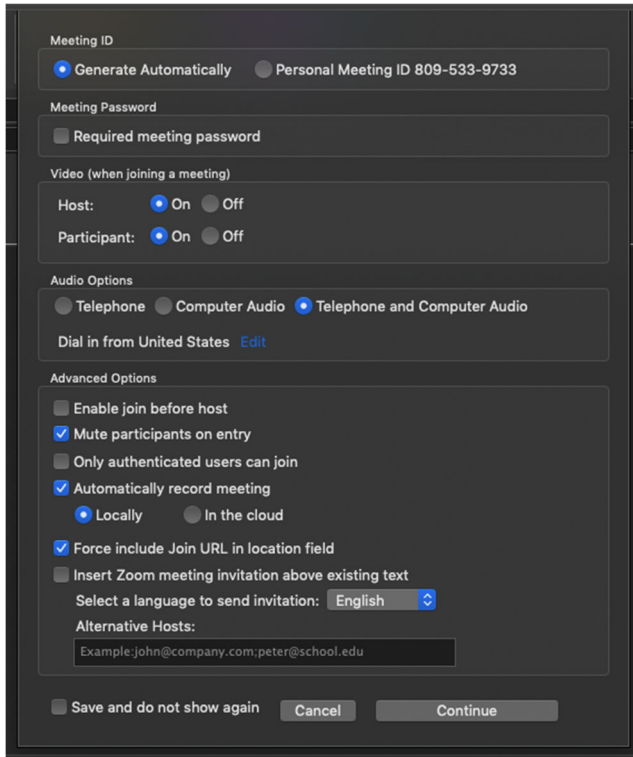 Meeting ID
Generate Automatically Personal Meeting ID 809-533-9733
Meeting Password
Required meeting password
Video (when joining a meeting)
Host: On Off
Participant: On Off
Audio Options
Telephone Computer Audio Telephone and Computer Audio
Dial in from United States Edit
Advanced Options
Enable join before host
Mute participants on entry
Only authenticated users can join
Automatically record meeting
Locally In the cloud
Force include Join URL in location field
Insert Zoom meeting invitation above existing text
Select a language to send invitation: English
Alternative Hosts:
Example:john@company.com;peter@school.edu
Save and do not show again Cancel Continue